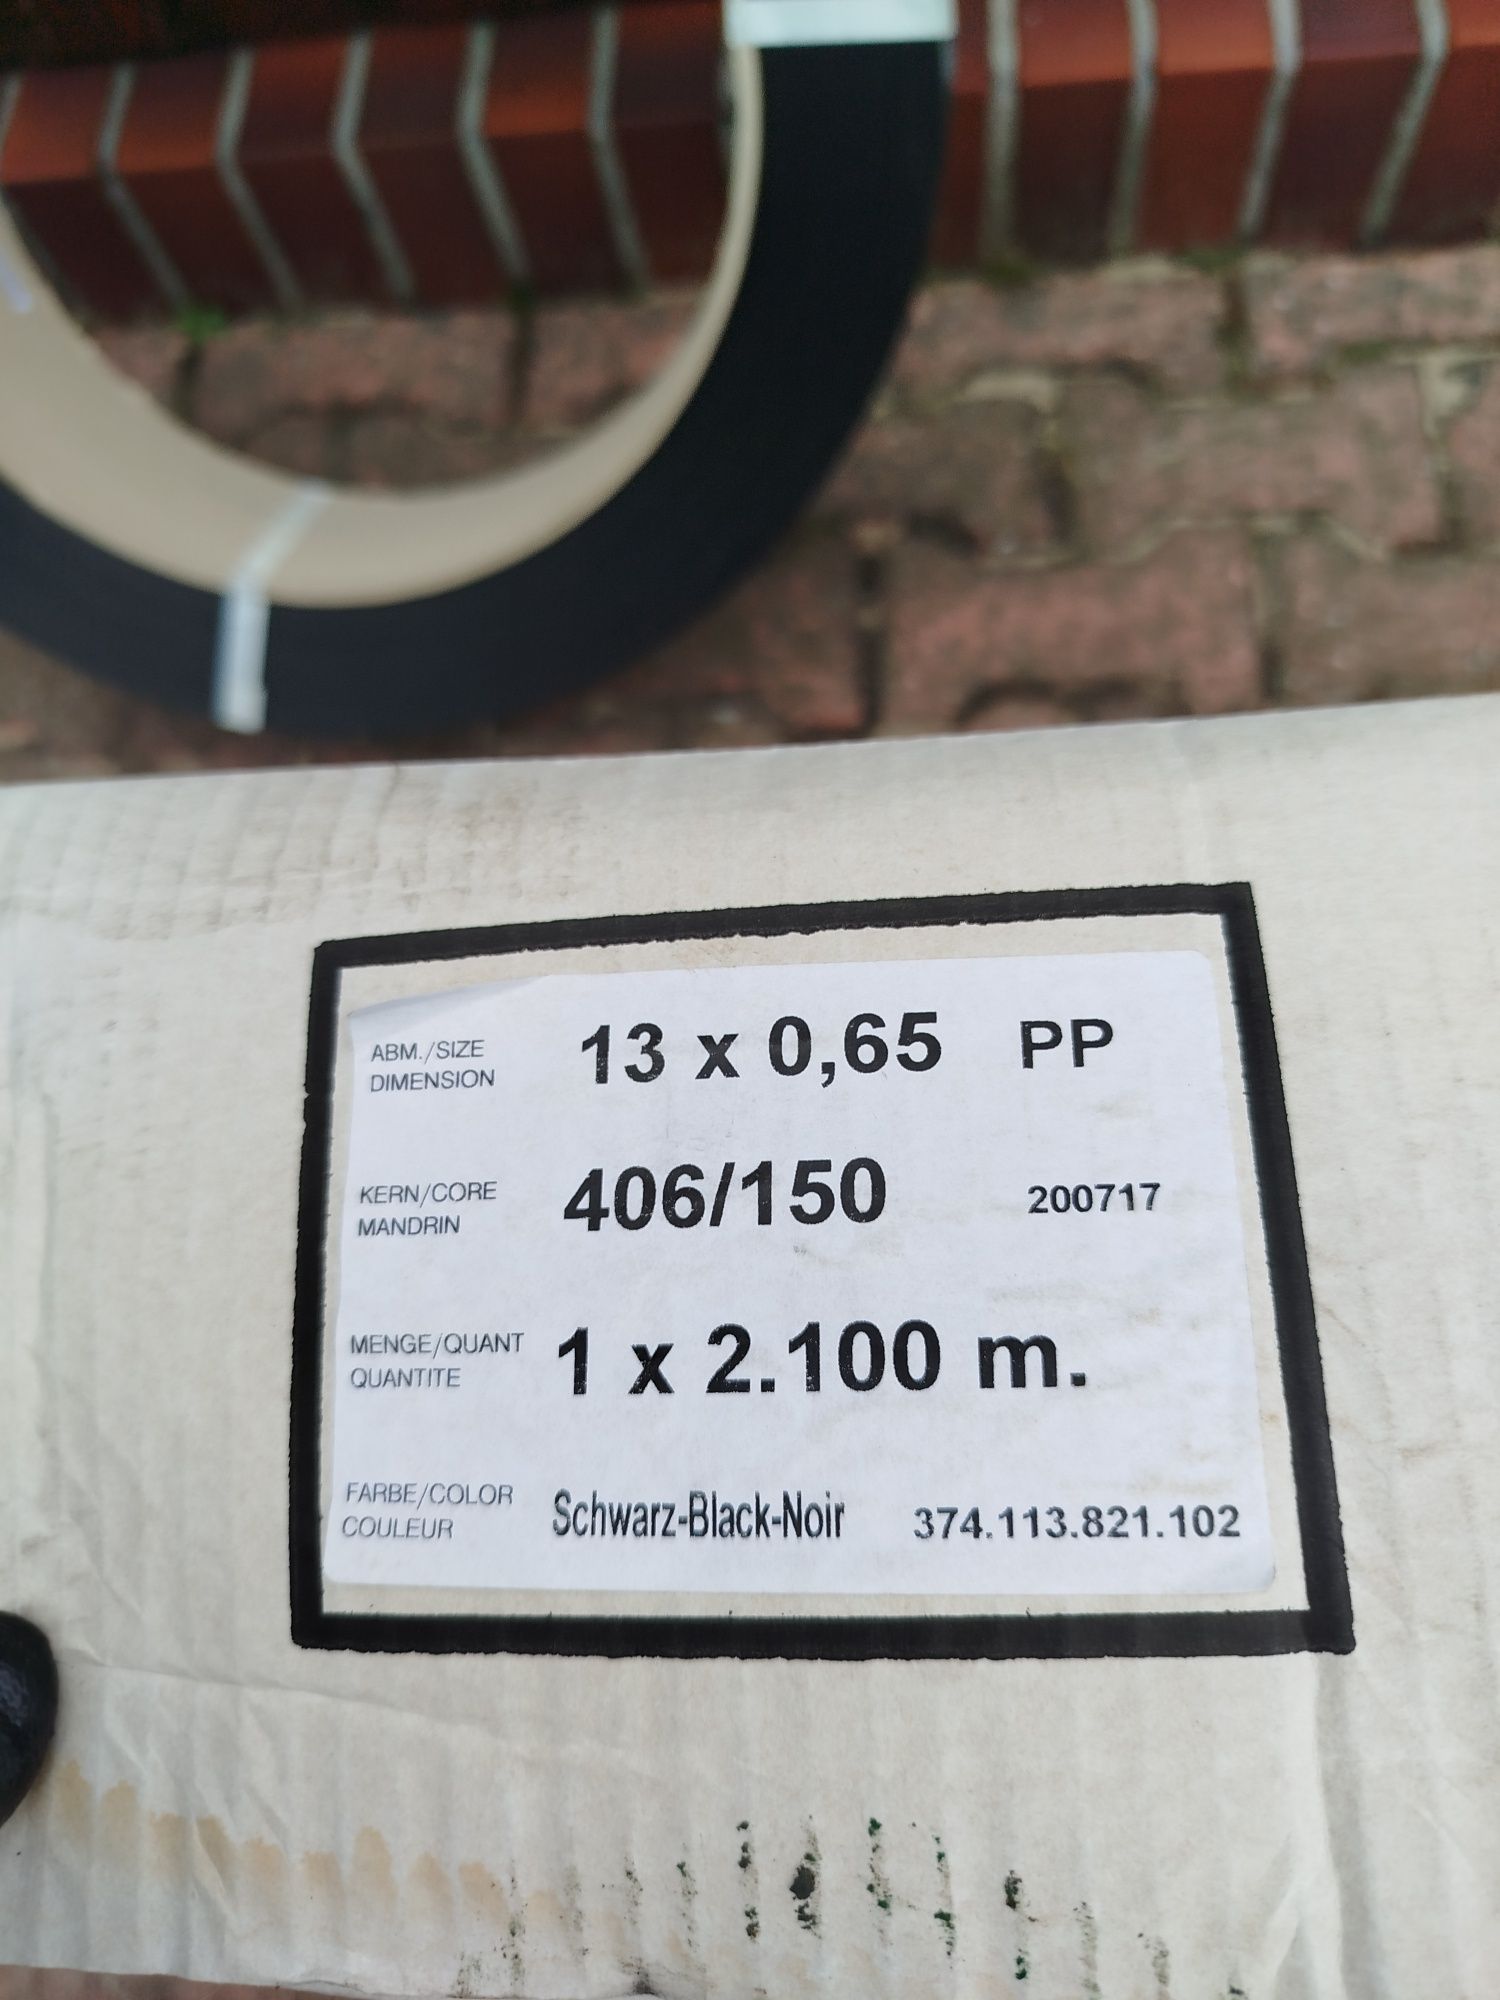 ABM./SIZE
DIMENSION
13 x 0,65 PP
KERN/CORE
MANDRIN
406/150 200717
MENGE/QUANT
QUANTITE
1 x 2.100 m.
FARBE/COLOR
COULEUR
Schwarz-Black-Noir 374.113.821.102